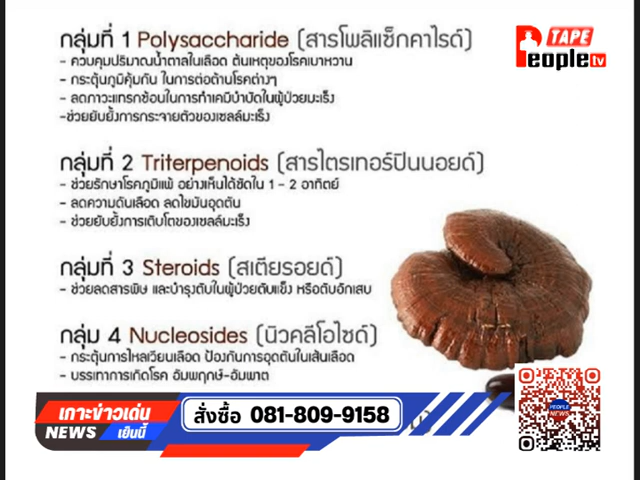 กลุ่มที่ 1 Polysaccharide (สารโพลิแซ็กคาไรด์)
- ควบคุมปริมาณน้ำตาลในเลือด ต้นเหตุของโรคเบาหวาน
- กระตุ้นภูมิคุ้มกัน ในการต่อต้านโรคต่างๆ
- ลดภาวะแทรกซ้อนในการทำเคมีบำบัดในผู้ป่วยมะเร็ง
-ช่วยยับยั้งการกระจายตัวของเซลล์มะเร็ง
TAPE
People tv
กลุ่มที่ 2 Triterpenoids (สารไตรเทอร์ปินนอยด์)
- ช่วยรักษาโรคภูมิแพ้ อย่างเห็นได้ชัดใน 1 - 2 อาทิตย์
- ลดความดันเลือด ลดไขมันอุดตัน
- ช่วยยับยั้งการเติบโตของเซลล์มะเร็ง
กลุ่มที่ 3 Steroids (สเตียรอยด์)
- ช่วยลดสารพิษ และบำรุงตับในผู้ป่วยตับแข็ง หรือตับอักเสบ
กลุ่ม 4 Nucleosides (นิวคลีโอไซด์)
- กระตุ้นการไหลเวียนเลือด ป้องกันการอุดตันในเส้นเลือด
- บรรเทาการเกิดโรค อัมพฤกษ์-อัมพาต
เกาะข่าวเด่น
NEWS เย็นนี้
สั่งซื้อ 081-809-9158
PEOPLE
NEWS